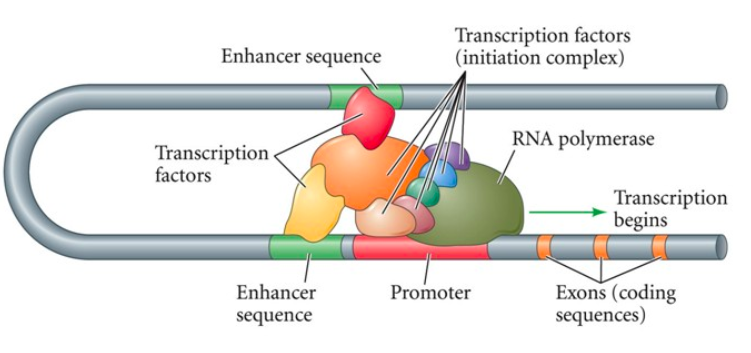 Transcription factors
(initiation complex)
Enhancer sequence
RNA polymerase
Transcription
factors
Transcription
begins
Enhancer
sequence
Promoter
Exons (coding
sequences)